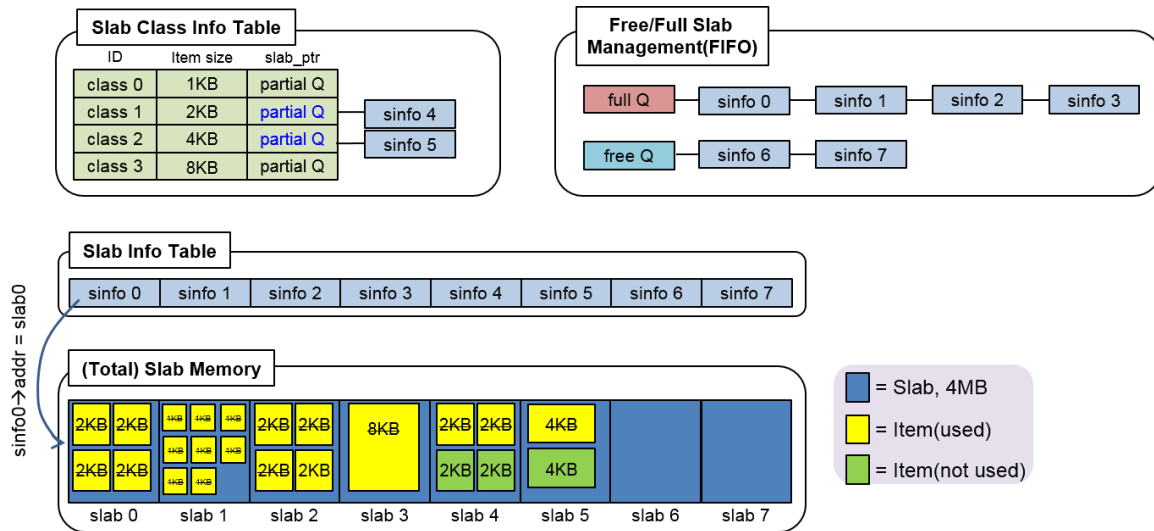 Slab Class Info Table
ID Item size slab_ptr
class 0 1KB partial Q
class 1 2KB partial Q
class 2 4KB partial Q
class 3 8KB partial Q
sinfo 4
sinfo 5
Free/Full Slab
Management(FIFO)
full Q sinfo 0 sinfo 1 sinfo 2 sinfo 3
free Q sinfo 6 sinfo 7
Slab Info Table
sinfo 0 sinfo 1 sinfo 2 sinfo 3 sinfo 4 sinfo 5 sinfo 6 sinfo 7
sinfo0→addr = slab0
(Total) Slab Memory
2KB 2KB
2KB 2KB
1KB 1KB 1KB
1KB 1KB 1KB
1KB 1KB
2KB 2KB
2KB 2KB
8KB
2KB 2KB
2KB 2KB
4KB
4KB
slab 0 slab 1 slab 2 slab 3 slab 4 slab 5 slab 6 slab 7
= Slab, 4MB
= Item(used)
= Item(not used)